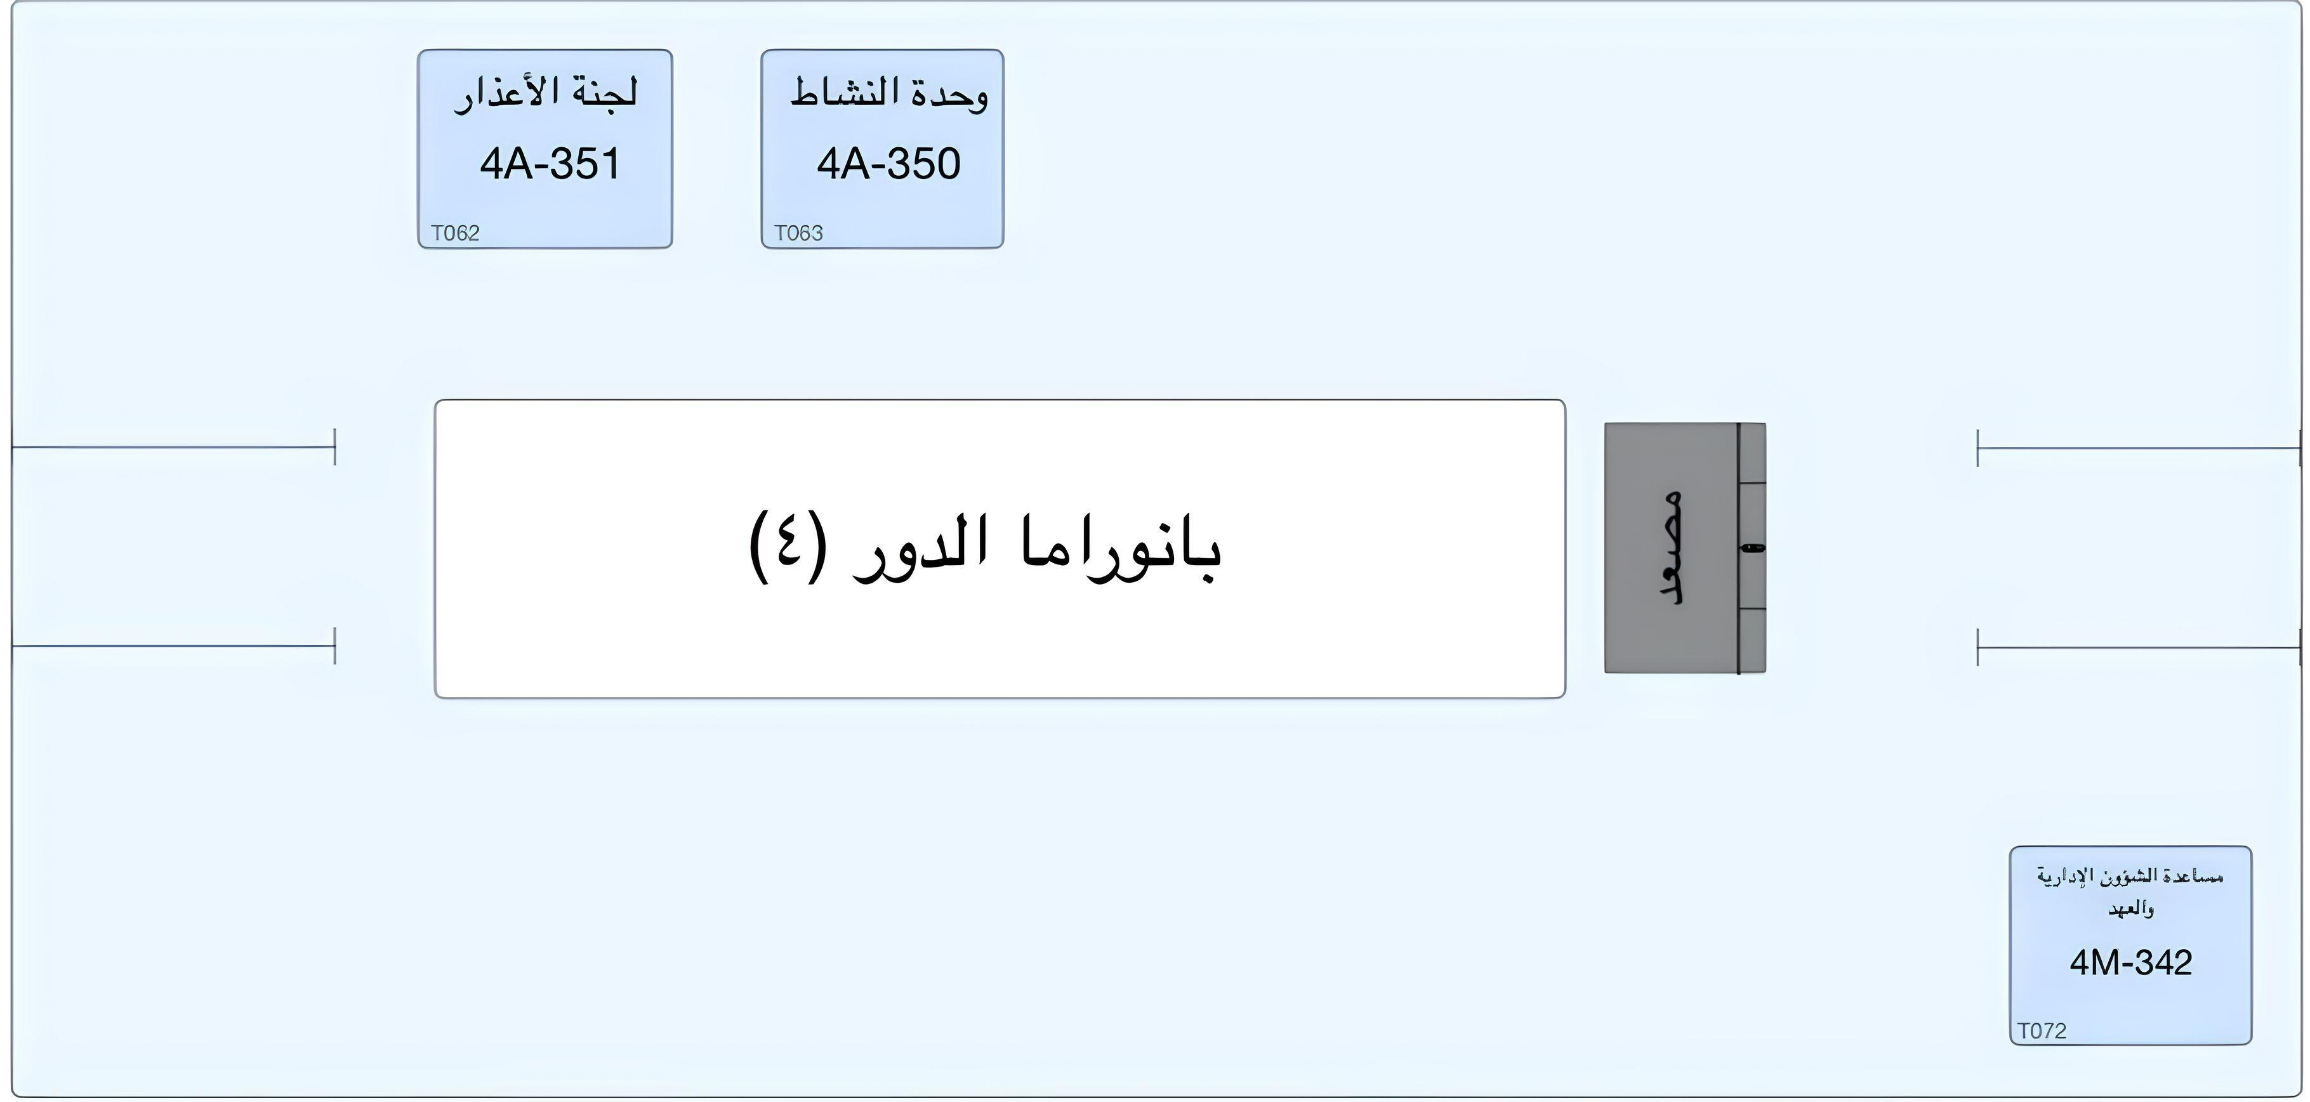 وحدة النشاط
4A-350
T063
لجنة الأعذار
4A-351
T062
بانوراما الدور (٤)
مصعد
مساعدة الشؤون الإدارية
والعهد
4M-342
T072